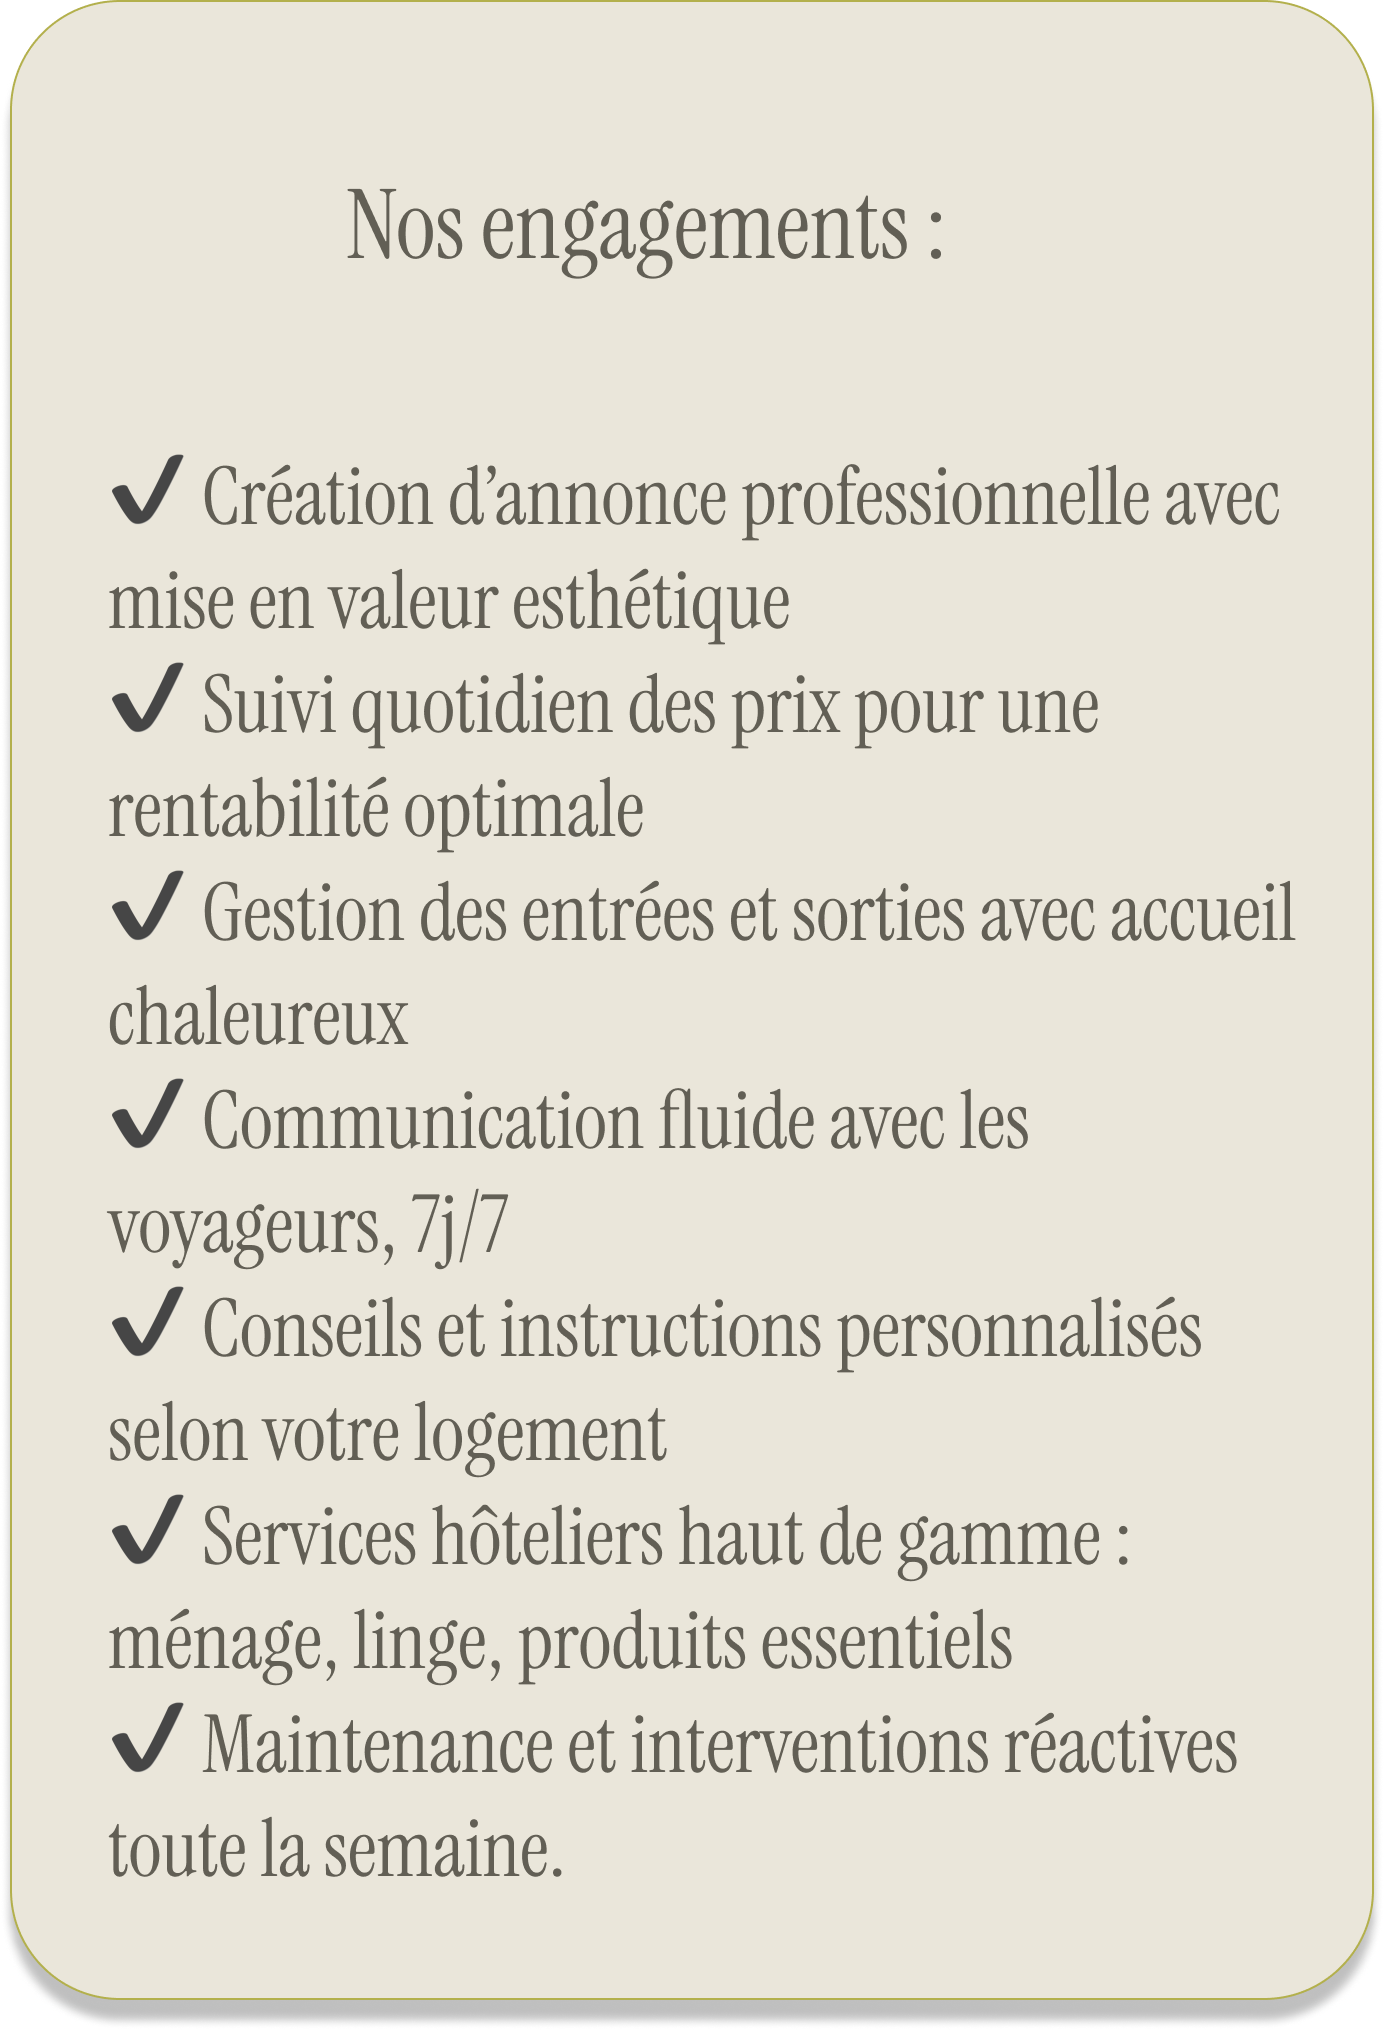 Nos engagements :
✔ Création d’annonce professionnelle avec
mise en valeur esthétique
✔ Suivi quotidien des prix pour une
rentabilité optimale
✔ Gestion des entrées et sorties avec accueil
chaleureux
✔ Communication fluide avec les
voyageurs, 7j/7
✔ Conseils et instructions personnalisés
selon votre logement
✔ Services hôteliers haut de gamme :
ménage, linge, produits essentiels
✔ Maintenance et interventions réactives
toute la semaine.